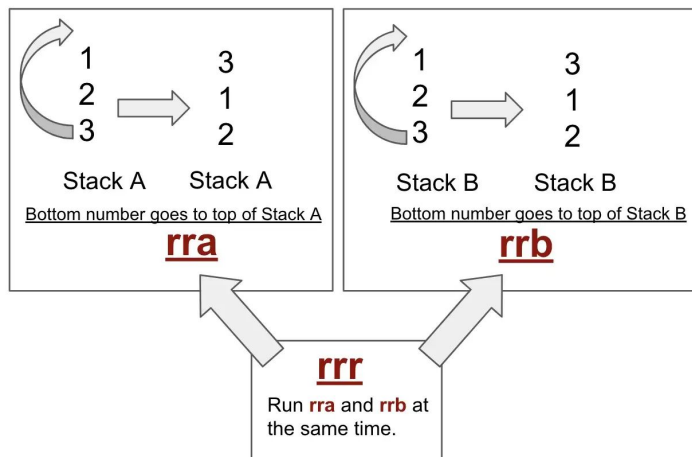 1 3
2 1
3 2
Stack A Stack A
Bottom number goes to top of Stack A
rra
1 3
2 1
3 2
Stack B Stack B
Bottom number goes to top of Stack B
rrb
rrr
Run rra and rrb at
the same time.